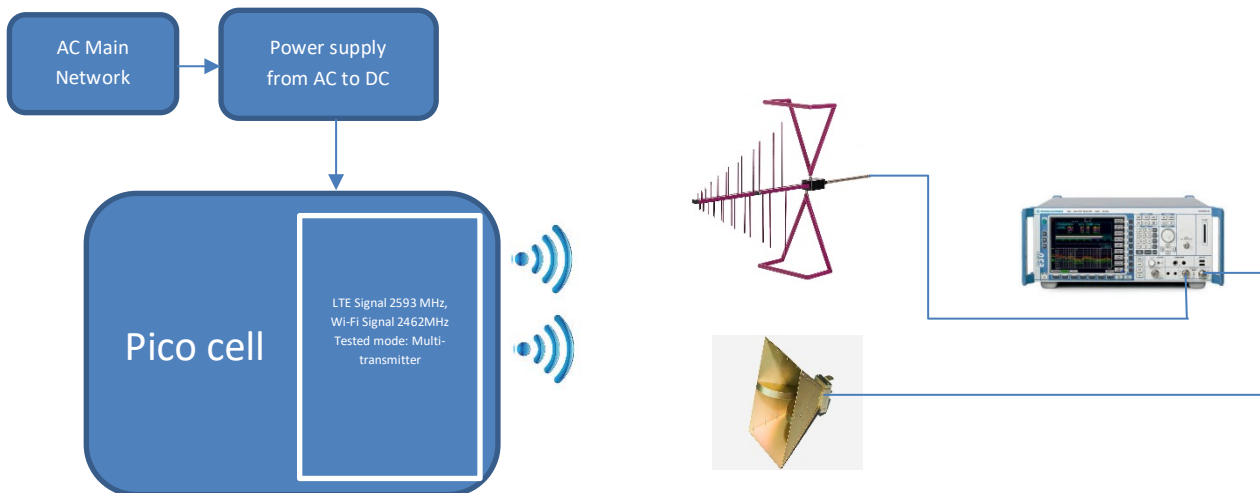 AC Main
Network
Power supply
from AC to DC
Pico cell
LTE Signal 2593 MHz,
Wi-Fi Signal 2462MHz
Tested mode: Multi-
transmitter